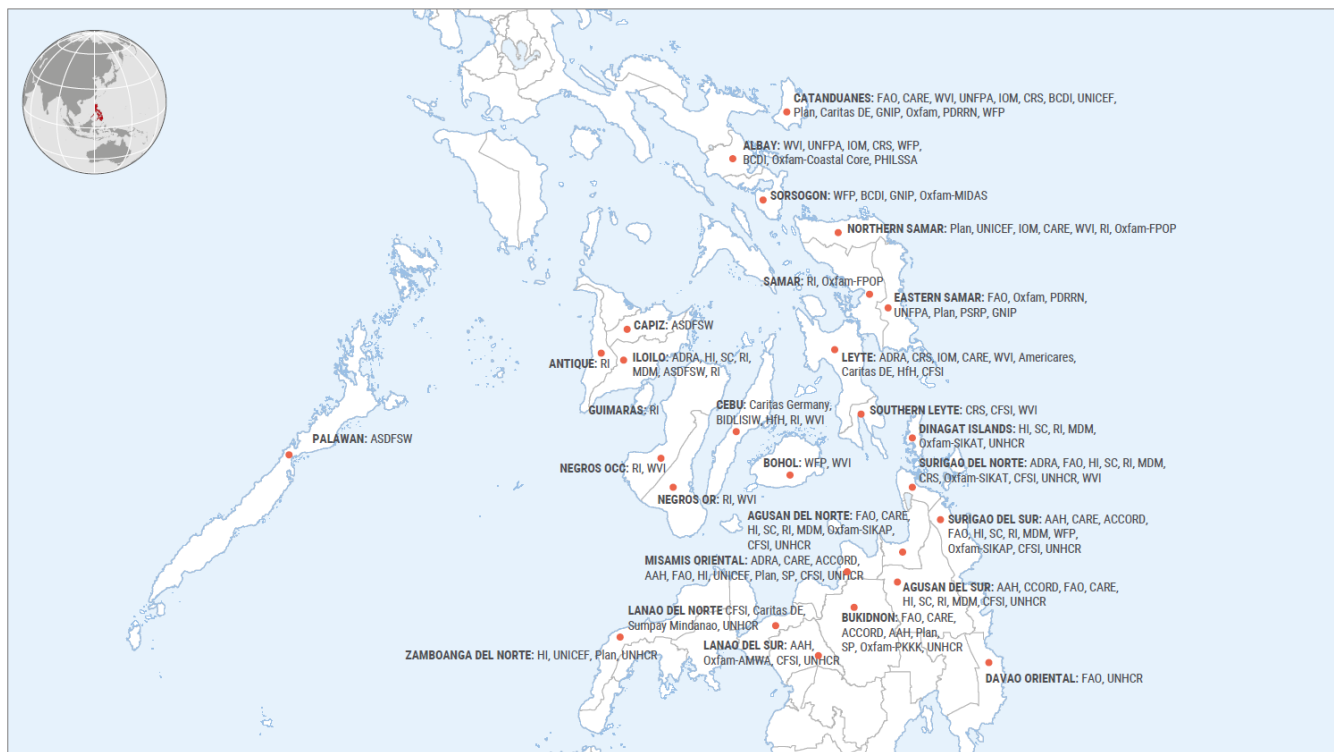 CATANDUANES: FAO, CARE, WVI, UNFPA, IOM, CRS, BCDI, UNICEF,
Plan, Caritas DE, GNIP, Oxfam, PDRRN, WFP
ALBAY: WVI, UNFPA, IOM, CRS, WFP,
BCDI, Oxfam-Coastal Core, PHILSSA
SORSOGON: WFP, BCDI, GNIP, Oxfam-MIDAS
NORTHERN SAMAR: Plan, UNICEF, IOM, CARE, WVI, RI, Oxfam-FPOP
SAMAR: RI, Oxfam-FPOP
EASTERN SAMAR: FAO, Oxfam, PDRRN,
UNFPA, Plan, PSRP, GNIP
CAPIZ: ASDFSW
ANTIQUE: RI
ILOILO: ADRA, HI, SC, RI,
MDM, ASDFSW, RI
LEYTE: ADRA, CRS, IOM, CARE, WVI, Americares,
Caritas DE, HfH, CFSI
GUIMARAS: RI
CEBU: Caritas Germany,
BIDLISIW, HfH, RI, WVI
SOUTHERN LEYTE: CRS, CFSI, WVI
DINAGAT ISLANDS: HI, SC, RI, MDM,
Oxfam-SIKAT, UNHCR
PALAWAN: ASDFSW
NEGROS OCC: RI, WVI
BOHOL: WFP, WVI
SURIGAO DEL NORTE: ADRA, FAO, HI, SC, RI, MDM,
CRS, Oxfam-SIKAT, CFSI, UNHCR, WVI
NEGROS OR: RI, WVI
AGUSAN DEL NORTE: FAO, CARE,
HI, SC, RI, MDM, Oxfam-SIKAP,
CFSI, UNHCR
SURIGAO DEL SUR: AAH, CARE, ACCORD,
FAO, HI, SC, RI, MDM, WFP,
Oxfam-SIKAP, CFSI, UNHCR
MISAMIS ORIENTAL: ADRA, CARE, ACCORD,
AAH, FAO, HI, UNICEF, Plan, SP, CFSI, UNHCR
AGUSAN DEL SUR: AAH, CCORD, FAO, CARE,
HI, SC, RI, MDM, CFSI, UNHCR
LANAO DEL NORTE CFSI, Caritas DE,
Sumpay Mindanao, UNHCR
BUKIDNON: FAO, CARE,
ACCORD, AAH, Plan,
SP, Oxfam-PKKK, UNHCR
LANAO DEL SUR: AAH,
Oxfam-AMWA, CFSI, UNHCR
ZAMBOANGA DEL NORTE: HI, UNICEF, Plan, UNHCR
DAVAO ORIENTAL: FAO, UNHCR